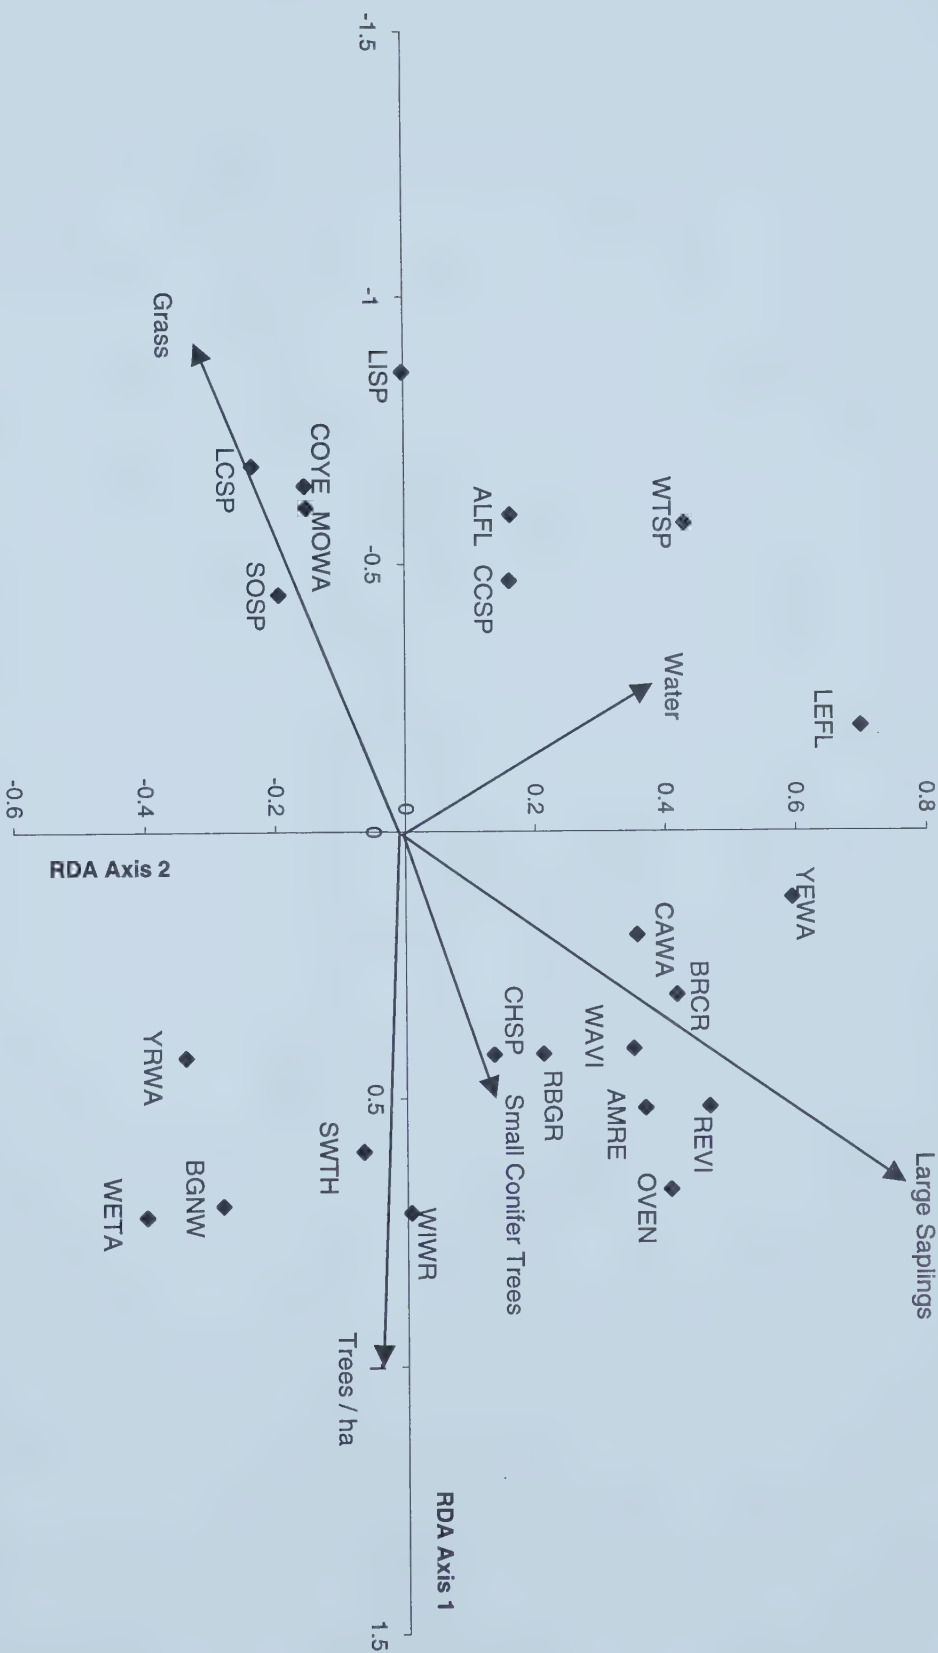 0.8
0.6
0.4
0.2
0
-0.2
-0.4
-0.6
RDA Axis 2
-1.5
-1
-0.5
0
0.5
1
1.5
RDA Axis 1
Large Saplings
LEFL
YEWA
WTSP
Water
BRCR
REVI
CAWA
OVEN
AMRE
WAVI
RBGR
Small Conifer Trees
CHSP
ALFL
CCSP
LISP
WIWR
Trees / ha
SWTH
COYE
MOWA
SOSP
LCSP
Grass
BGNW
YRWA
WETA